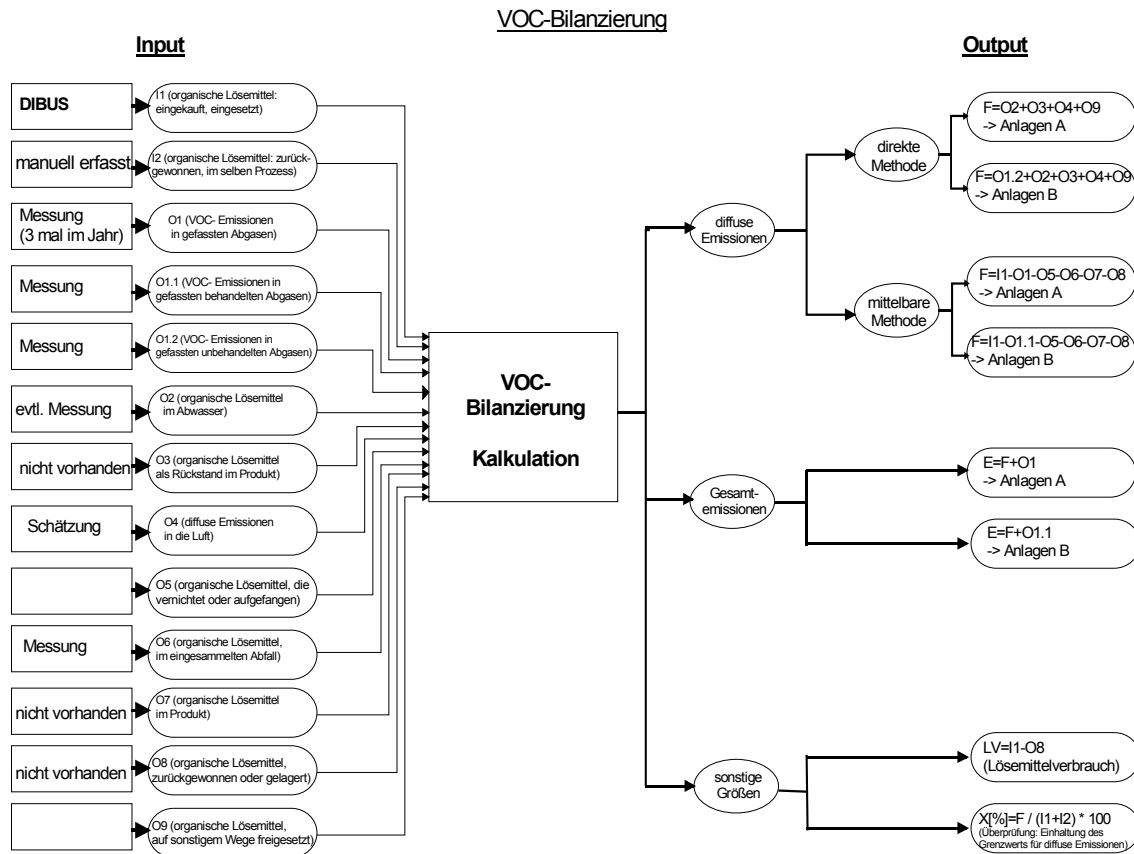 VOC-Bilanzierung
Input
Output
DIBUS
I1 (organische Lösemittel:
eingekauft, eingesetzt)
manuell erfasst
I2 (organische Lösemittel: zurück-
gewonnen, im selben Prozess)
Messung
(3 mal im Jahr)
O1 (VOC- Emissionen
in gefassten Abgasen)
Messung
O1.1 (VOC- Emissionen in
gefassten behandelten Abgasen)
Messung
O1.2 (VOC- Emissionen in
gefassten unbehandelten Abgasen)
evtl. Messung
O2 (organische Lösemittel
im Abwasser)
nicht vorhanden
O3 (organische Lösemittel
als Rückstand im Produkt)
Schätzung
O4 (diffuse Emissionen
in die Luft)
O5 (organische Lösemittel, die
vernichtet oder aufgefangen)
Messung
O6 (organische Lösemittel,
im eingesammelten Abfall)
nicht vorhanden
O7 (organische Lösemittel
im Produkt)
nicht vorhanden
O8 (organische Lösemittel,
zurückgewonnen oder gelagert)
O9 (organische Lösemittel,
auf sonstigem Wege freigesetzt)
VOC-
Bilanzierung
Kalkulation
diffuse
Emissionen
direkte
Methode
F=O2+O3+O4+O9
-> Anlagen A
F=O1.2+O2+O3+O4+O9
-> Anlagen B
mittelbare
Methode
F=I1-O1-O5-O6-O7-O8
-> Anlagen A
F=I1-O1.1-O5-O6-O7-O8
-> Anlagen B
Gesamt-
emissionen
E=F+O1
-> Anlagen A
E=F+O1.1
-> Anlagen B
sonstige
Größen
LV=I1-O8
(Lösemittelverbrauch)
X[%]=F / (I1+I2) * 100
(Überprüfung: Einhaltung des
Grenzwerts für diffuse Emissionen)